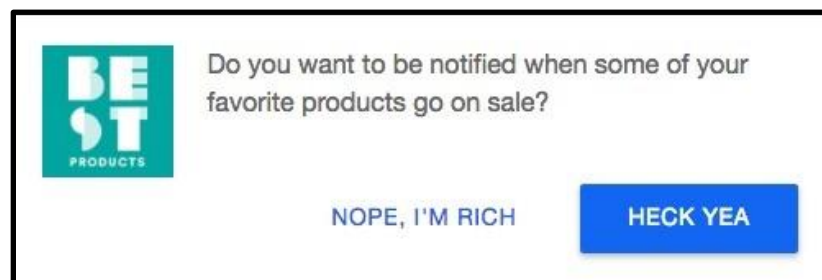 BE
ST
PRODUCTS
Do you want to be notified when some of your
favorite products go on sale?
NOPE, I'M RICH
HECK YEA